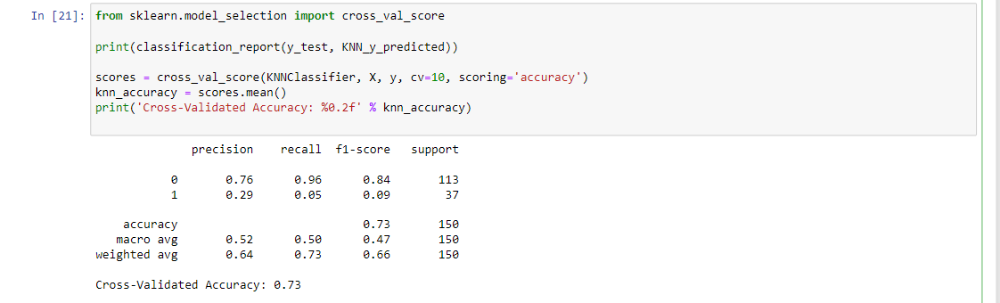 In [21]: from sklearn.model_selection import cross_val_score
print(classification_report(y_test, KNN_y_predicted))
scores = cross_val_score(KNNClassifier, X, y, cv=10, scoring='accuracy')
knn_accuracy = scores.mean()
print('Cross-Validated Accuracy: %0.2f' % knn_accuracy)
precision recall f1-score support
0 0.76 0.96 0.84 113
1 0.29 0.05 0.09 37
accuracy 0.73 150
macro avg 0.52 0.50 0.47 150
weighted avg 0.64 0.73 0.66 150
Cross-Validated Accuracy: 0.73